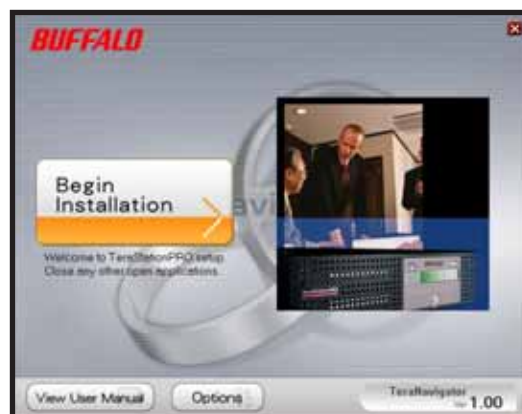 BUFFALO
Begin
Installation
Welcome to TeraStationPRO setup.
Close any other open applications.
View User Manual
Options
TeraNavigator
Ver 1.00